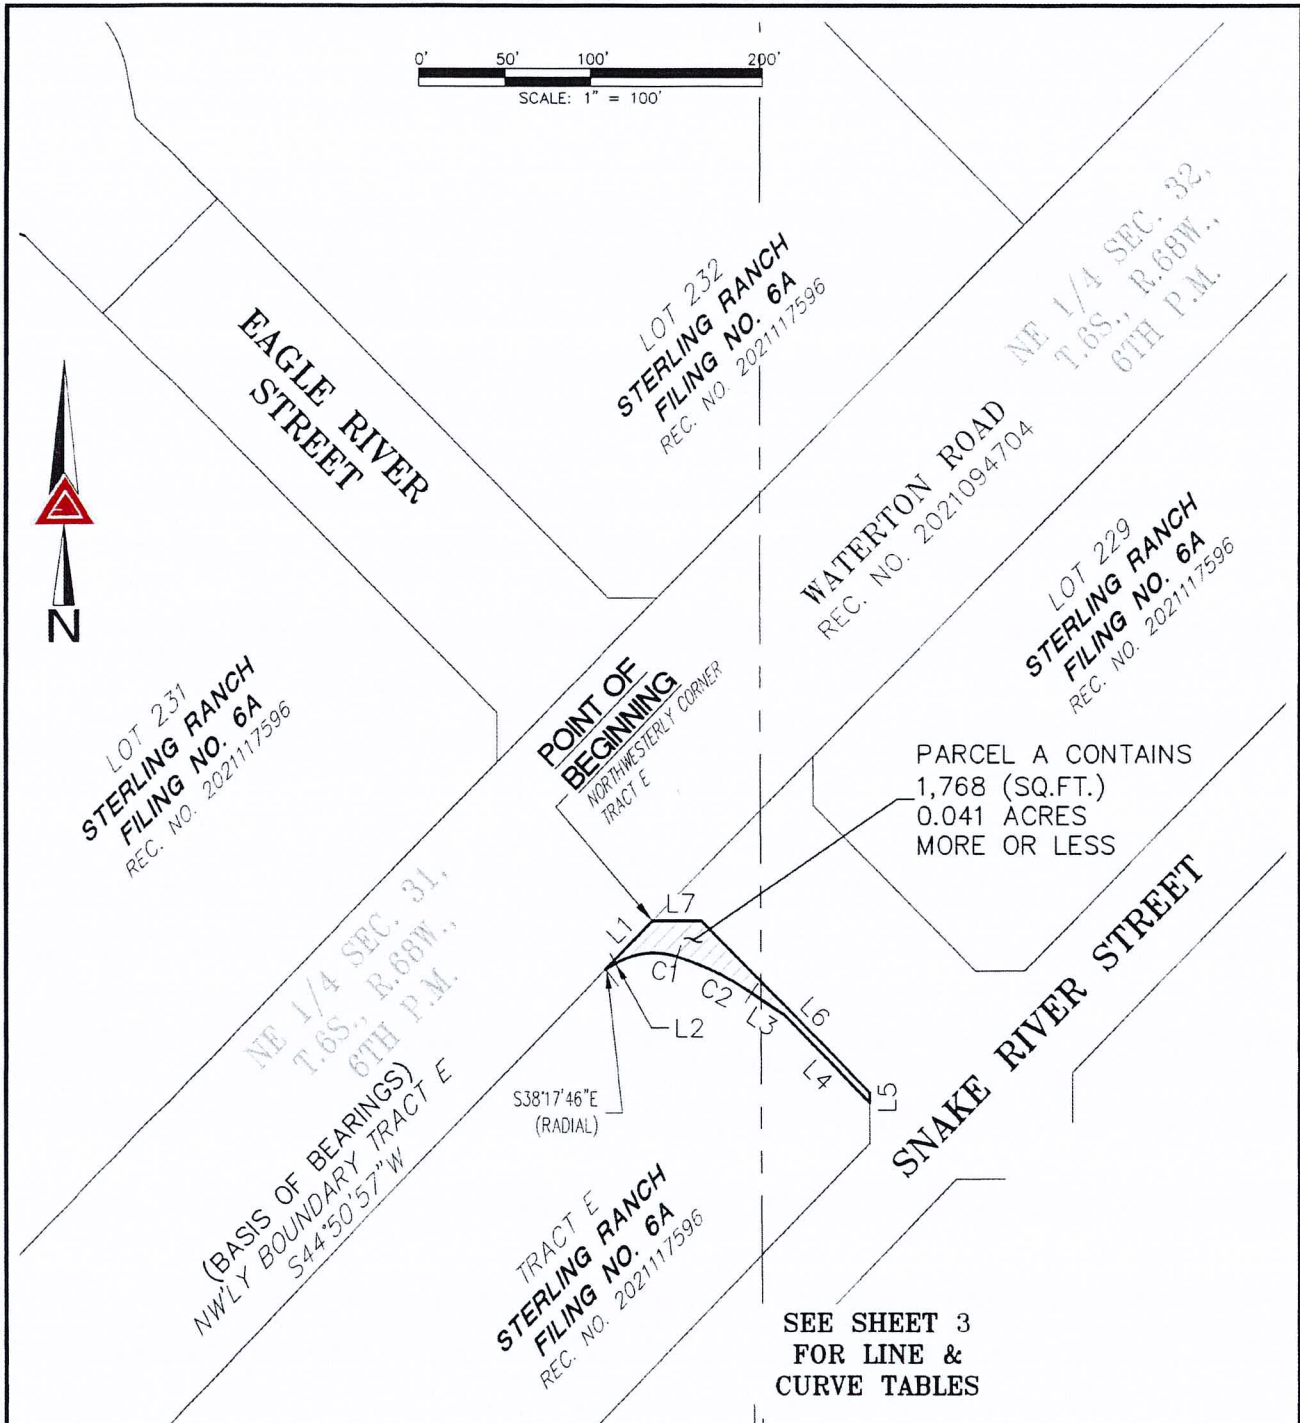 0' 50' 100' 200'
SCALE: 1" = 100'
EAGLE RIVER
STREET
LOT 232
STERLING RANCH
FILING NO. 6A
REC. NO. 2021117596
NE 1/4 SEC. 32,
T.6S., R.68W.,
6TH P.M.
WATERTON ROAD
REC. NO. 2021094704
LOT 229
STERLING RANCH
FILING NO. 6A
REC. NO. 2021117596
N
LOT 231
STERLING RANCH
FILING NO. 6A
REC. NO. 2021117596
POINT OF
BEGINNING
NORTHWESTERLY CORNER
TRACT E
PARCEL A CONTAINS
1,768 (SQ.FT.)
0.041 ACRES
MORE OR LESS
L7
L1
C1
C2
L3
L6
L2
L4
L5
SNAKE RIVER STREET
NE 1/4 SEC. 31,
T.6S., R.68W.,
6TH P.M.
S38°17'46"E
(RADIAL)
(BASIS OF BEARINGS)
NW'LY BOUNDARY TRACT E
S44°50'57"W
TRACT E
STERLING RANCH
FILING NO. 6A
REC. NO. 2021117596
SEE SHEET 3
FOR LINE &
CURVE TABLES